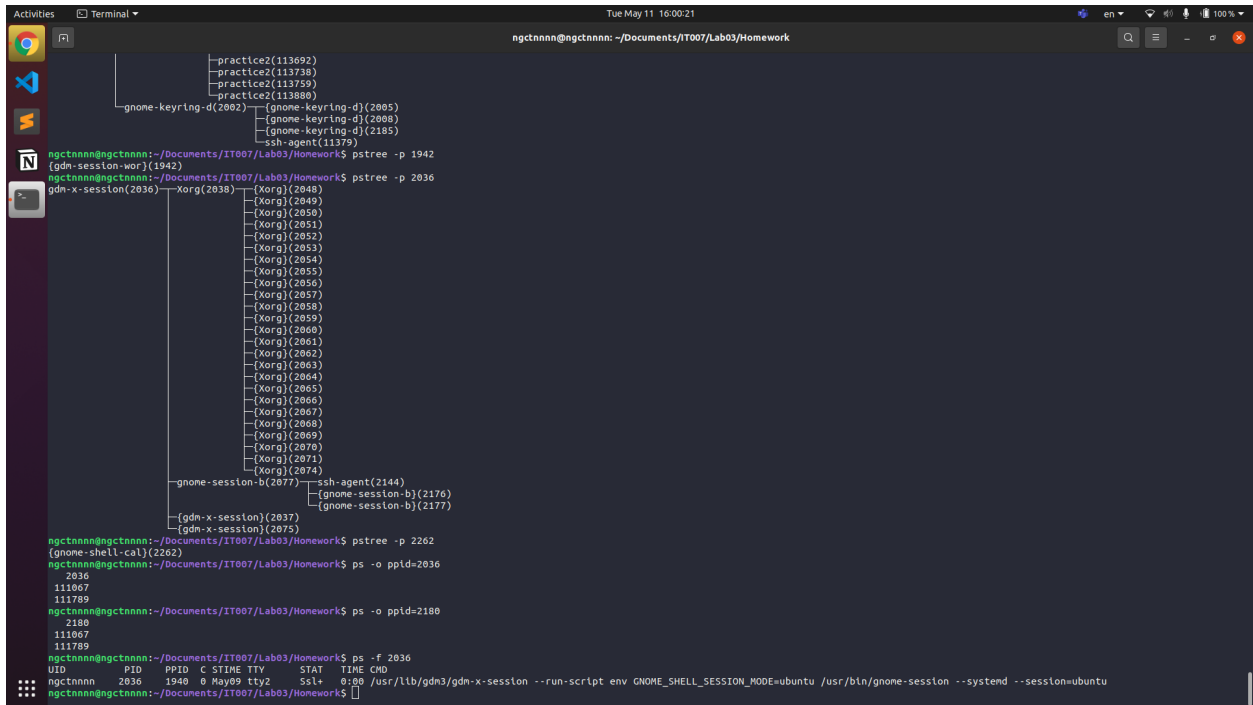 Activities Terminal Tue May 11 16:00:21 en 100 %
ngctnnnn@ngctnnnn: ~/Documents/IT007/Lab03/Homework
├─practice2(113692)
├─practice2(113738)
├─practice2(113759)
└─practice2(113880)
└─gnome-keyring-d(2002)─┬─{gnome-keyring-d}(2005)
├─{gnome-keyring-d}(2008)
├─{gnome-keyring-d}(2185)
└─ssh-agent(11379)
ngctnnnn@ngctnnnn:~/Documents/IT007/Lab03/Homework$ pstree -p 1942
{gdm-session-wor}(1942)
ngctnnnn@ngctnnnn:~/Documents/IT007/Lab03/Homework$ pstree -p 2036
gdm-x-session(2036)─┬─Xorg(2038)─┬─{Xorg}(2048)
├─{Xorg}(2049)
├─{Xorg}(2050)
├─{Xorg}(2051)
├─{Xorg}(2052)
├─{Xorg}(2053)
├─{Xorg}(2054)
├─{Xorg}(2055)
├─{Xorg}(2056)
├─{Xorg}(2057)
├─{Xorg}(2058)
├─{Xorg}(2059)
├─{Xorg}(2060)
├─{Xorg}(2061)
├─{Xorg}(2062)
├─{Xorg}(2063)
├─{Xorg}(2064)
├─{Xorg}(2065)
├─{Xorg}(2066)
├─{Xorg}(2067)
├─{Xorg}(2068)
├─{Xorg}(2069)
├─{Xorg}(2070)
├─{Xorg}(2071)
└─{Xorg}(2074)
├─gnome-session-b(2077)─┬─ssh-agent(2144)
├─{gnome-session-b}(2176)
└─{gnome-session-b}(2177)
├─{gdm-x-session}(2037)
└─{gdm-x-session}(2075)
ngctnnnn@ngctnnnn:~/Documents/IT007/Lab03/Homework$ pstree -p 2262
{gnome-shell-cal}(2262)
ngctnnnn@ngctnnnn:~/Documents/IT007/Lab03/Homework$ ps -o ppid=2036
2036
111067
111789
ngctnnnn@ngctnnnn:~/Documents/IT007/Lab03/Homework$ ps -o ppid=2180
2180
111067
111789
ngctnnnn@ngctnnnn:~/Documents/IT007/Lab03/Homework$ ps -f 2036
UID PID PPID C STIME TTY STAT TIME CMD
ngctnnnn 2036 1940 0 May09 tty2 Ssl+ 0:00 /usr/lib/gdm3/gdm-x-session --run-script env GNOME_SHELL_SESSION_MODE=ubuntu /usr/bin/gnome-session --systemd --session=ubuntu
ngctnnnn@ngctnnnn:~/Documents/IT007/Lab03/Homework$